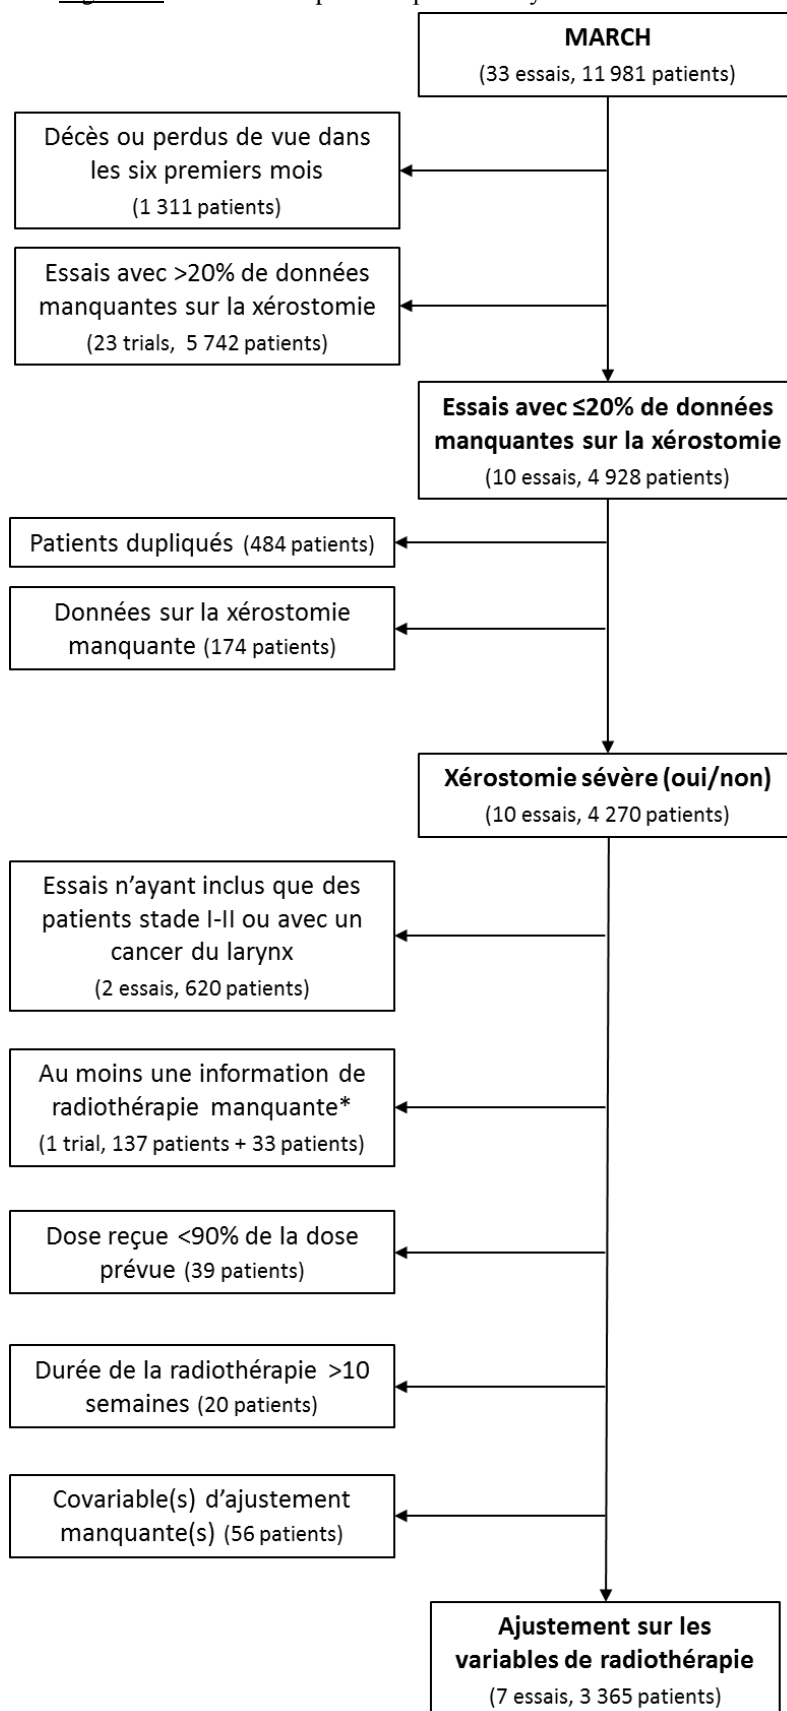 MARCH
(33 essais, 11 981 patients)
Décès ou perdus de vue dans
les six premiers mois
(1 311 patients)
Essais avec >20% de données
manquantes sur la xérostomie
(23 trials, 5 742 patients)
Essais avec ≤20% de données
manquantes sur la xérostomie
(10 essais, 4 928 patients)
Patients dupliqués (484 patients)
Données sur la xérostomie
manquante (174 patients)
Xérostomie sévère (oui/non)
(10 essais, 4 270 patients)
Essais n'ayant inclus que des
patients stade I-II ou avec un
cancer du larynx
(2 essais, 620 patients)
Au moins une information de
radiothérapie manquante*
(1 trial, 137 patients + 33 patients)
Dose reçue <90% de la dose
prévue (39 patients)
Durée de la radiothérapie >10
semaines (20 patients)
Covariable(s) d'ajustement
manquante(s) (56 patients)
Ajustement sur les
variables de radiothérapie
(7 essais, 3 365 patients)